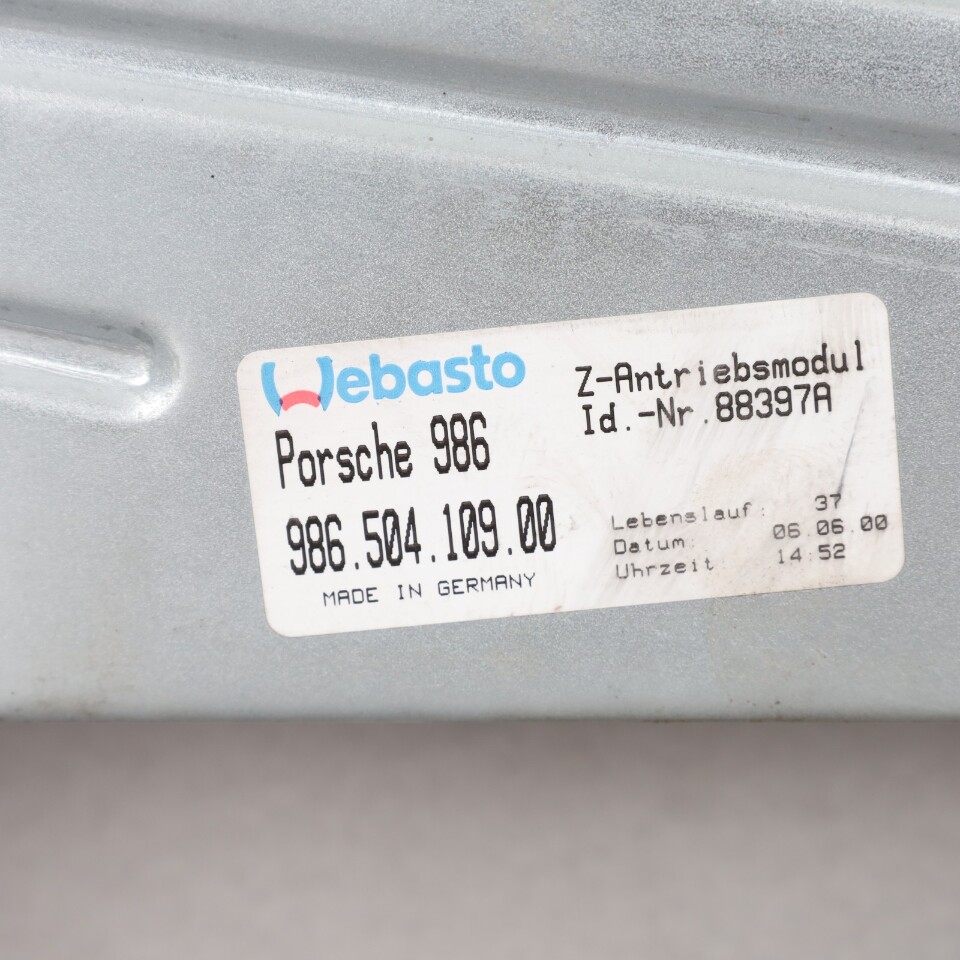 Webasto
Porsche 986
986.504.109.00
MADE IN GERMANY
Z-Antriebsmodul
Id.-Nr.88397A
Lebenslauf: 37
Datum: 06.06.00
Uhrzeit: 14:52